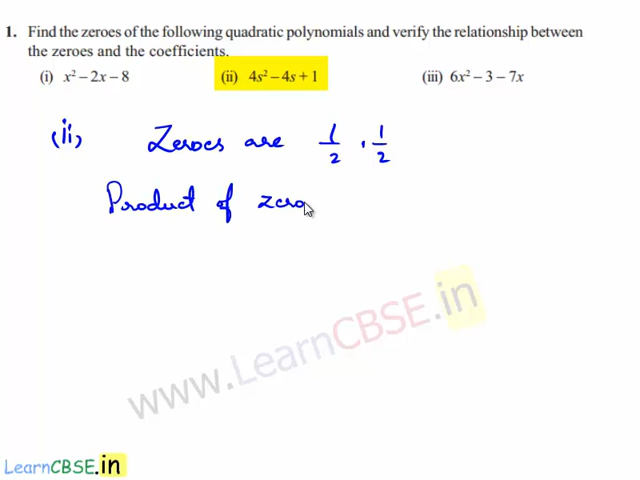 1. Find the zeroes of the following quadratic polynomials and verify the relationship between
the zeroes and the coefficients.
(i) x² – 2x – 8 (ii) 4s² – 4s + 1 (iii) 6x² – 3 – 7x
(ii) Zeroes are 1/2 , 1/2
Product of zero
www.LearnCBSE.in
LearnCBSE.in